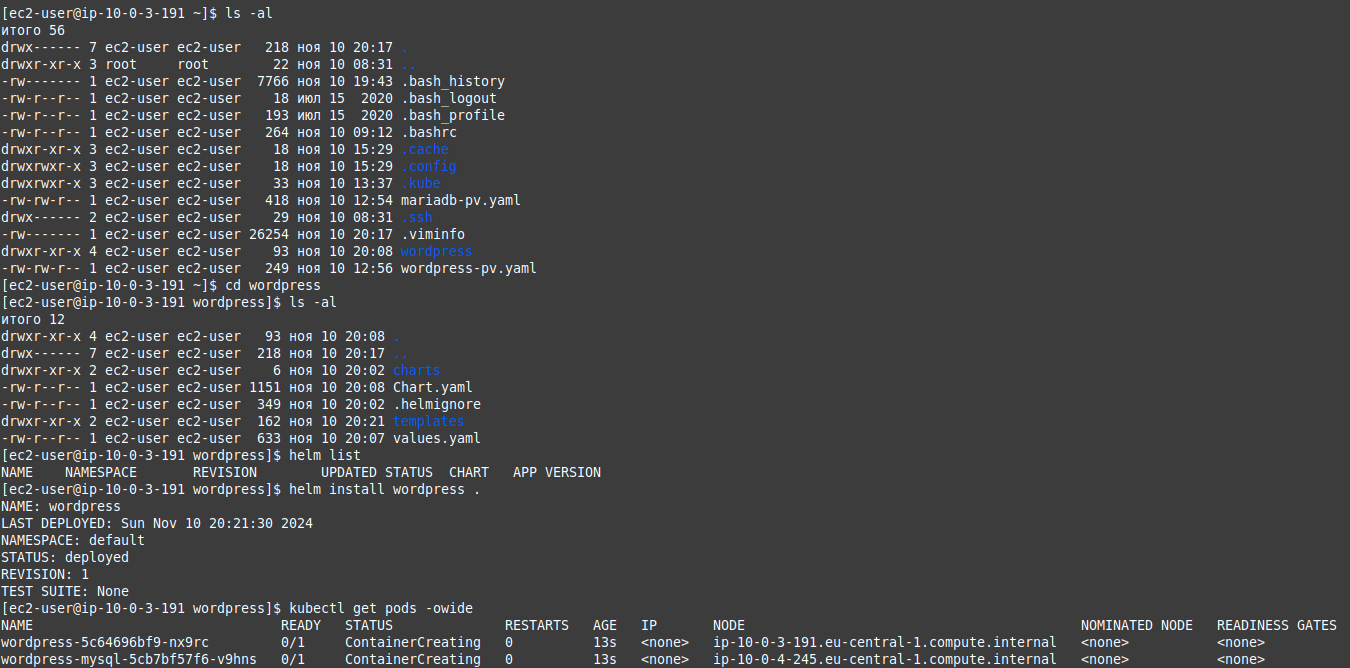 [ec2-user@ip-10-0-3-191 ~]$ ls -al
итого 56
drwx------ 7 ec2-user ec2-user   218 ноя 10 20:17 .
drwxr-xr-x 3 root     root        22 ноя 10 08:31 ..
-rw------- 1 ec2-user ec2-user  7766 ноя 10 19:43 .bash_history
-rw-r--r-- 1 ec2-user ec2-user    18 июл 15  2020 .bash_logout
-rw-r--r-- 1 ec2-user ec2-user   193 июл 15  2020 .bash_profile
-rw-r--r-- 1 ec2-user ec2-user   264 ноя 10 09:12 .bashrc
drwxr-xr-x 3 ec2-user ec2-user    18 ноя 10 15:29 .cache
drwxrwxr-x 3 ec2-user ec2-user    18 ноя 10 15:29 .config
drwxrwxr-x 3 ec2-user ec2-user    33 ноя 10 13:37 .kube
-rw-rw-r-- 1 ec2-user ec2-user   418 ноя 10 12:54 mariadb-pv.yaml
drwx------ 2 ec2-user ec2-user    29 ноя 10 08:31 .ssh
-rw------- 1 ec2-user ec2-user 26254 ноя 10 20:17 .viminfo
drwxr-xr-x 4 ec2-user ec2-user    93 ноя 10 20:08 wordpress
-rw-rw-r-- 1 ec2-user ec2-user   249 ноя 10 12:56 wordpress-pv.yaml
[ec2-user@ip-10-0-3-191 ~]$ cd wordpress
[ec2-user@ip-10-0-3-191 wordpress]$ ls -al
итого 12
drwxr-xr-x 4 ec2-user ec2-user   93 ноя 10 20:08 .
drwx------ 7 ec2-user ec2-user  218 ноя 10 20:17 ..
drwxr-xr-x 2 ec2-user ec2-user    6 ноя 10 20:02 charts
-rw-r--r-- 1 ec2-user ec2-user 1151 ноя 10 20:08 Chart.yaml
-rw-r--r-- 1 ec2-user ec2-user  349 ноя 10 20:02 .helmignore
drwxr-xr-x 2 ec2-user ec2-user  162 ноя 10 20:21 templates
-rw-r--r-- 1 ec2-user ec2-user  633 ноя 10 20:07 values.yaml
[ec2-user@ip-10-0-3-191 wordpress]$ helm list
NAME    NAMESPACE       REVISION        UPDATED STATUS  CHART   APP VERSION
[ec2-user@ip-10-0-3-191 wordpress]$ helm install wordpress .
NAME: wordpress
LAST DEPLOYED: Sun Nov 10 20:21:30 2024
NAMESPACE: default
STATUS: deployed
REVISION: 1
TEST SUITE: None
[ec2-user@ip-10-0-3-191 wordpress]$ kubectl get pods -owide
NAME                               READY   STATUS              RESTARTS   AGE   IP       NODE                                          NOMINATED NODE   READINESS GATES
wordpress-5c64696bf9-nx9rc         0/1     ContainerCreating   0          13s   <none>   ip-10-0-3-191.eu-central-1.compute.internal   <none>           <none>
wordpress-mysql-5cb7bf57f6-v9hns   0/1     ContainerCreating   0          13s   <none>   ip-10-0-4-245.eu-central-1.compute.internal   <none>           <none>